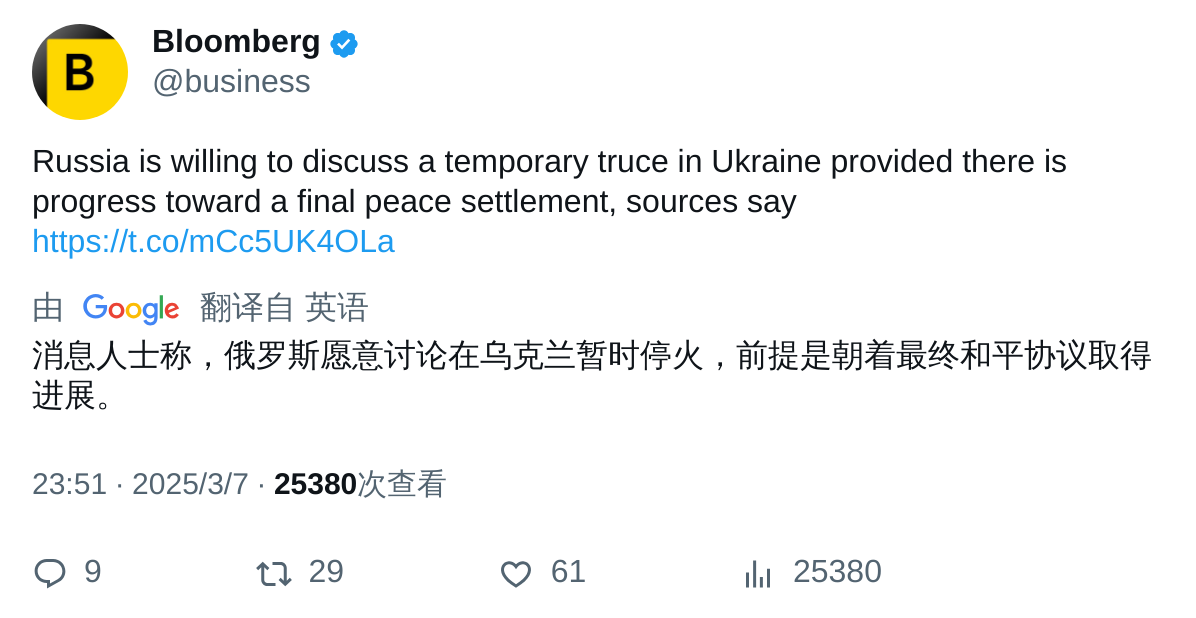 B
Bloomberg
@business
Russia is willing to discuss a temporary truce in Ukraine provided there is
progress toward a final peace settlement, sources say
https://t.co/mCc5UK4OLa
由 Google 翻译自 英语
消息人士称，俄罗斯愿意讨论在乌克兰暂时停火，前提是朝着最终和平协议取得
进展。
23:51 · 2025/3/7 · 25380次查看
9 29 61 25380